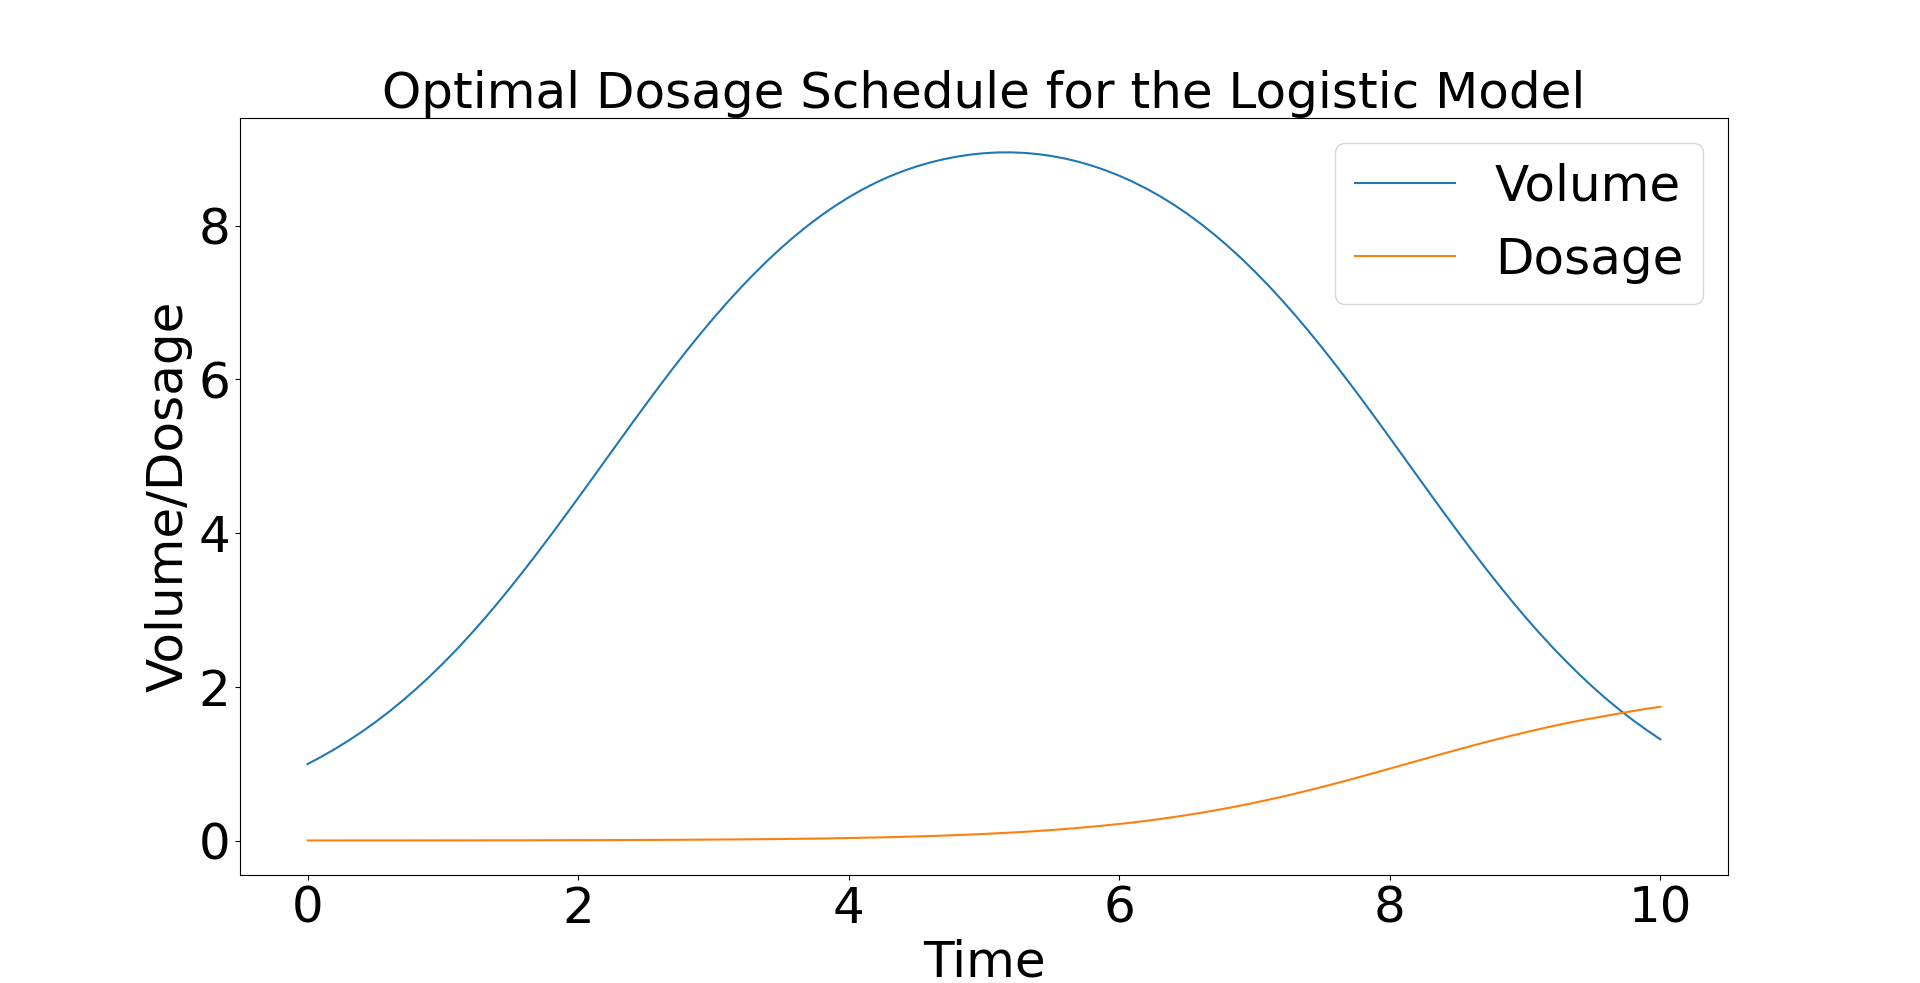 Optimal Dosage Schedule for the Logistic Model
Volume
Dosage
Volume/Dosage
8
6
4
2
0
0 2 4 6 8 10
Time